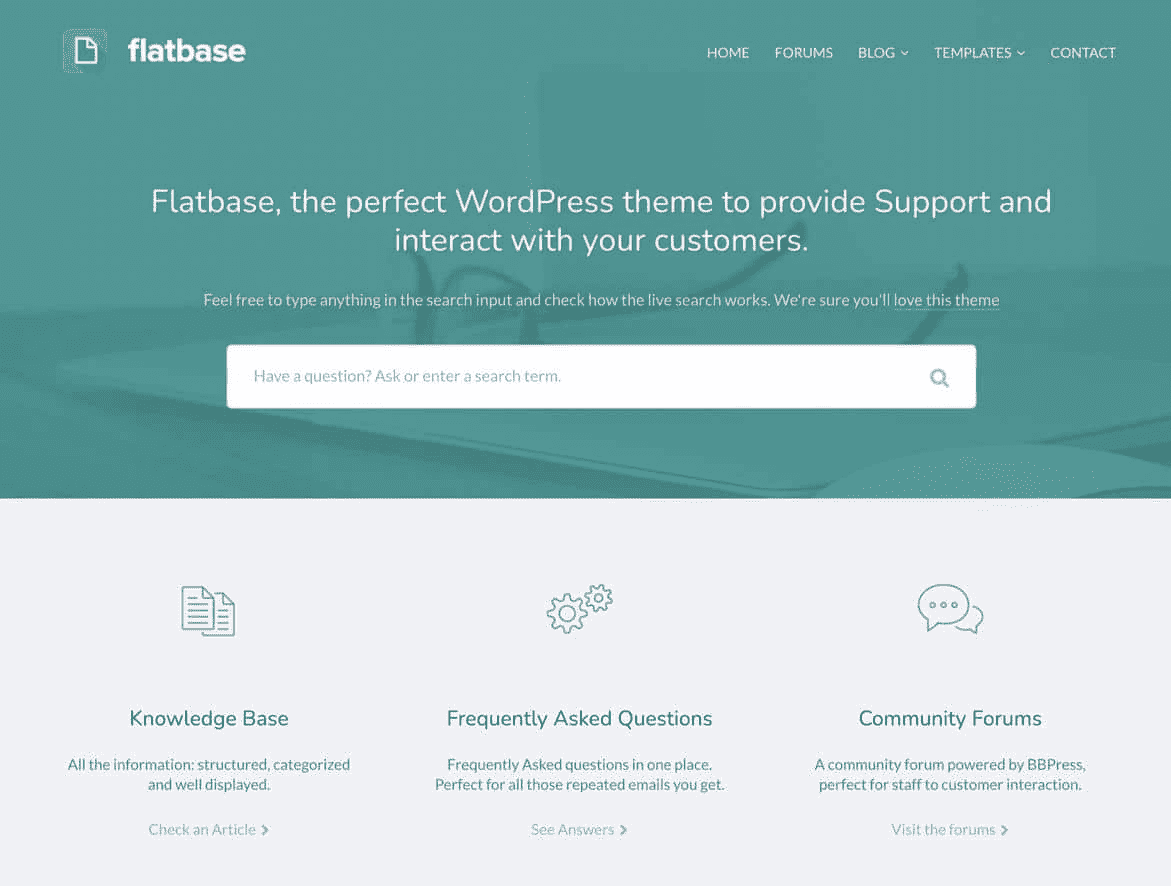 flatbase
HOME FORUMS BLOG TEMPLATES CONTACT
Flatbase, the perfect WordPress theme to provide Support and
interact with your customers.
Feel free to type anything in the search input and check how the live search works. We're sure you'll love this theme
Have a question? Ask or enter a search term.
Knowledge Base
All the information: structured, categorized
and well displayed.
Check an Article
Frequently Asked Questions
Frequently Asked questions in one place.
Perfect for all those repeated emails you get.
See Answers
Community Forums
A community forum powered by BBPress,
perfect for staff to customer interaction.
Visit the forums